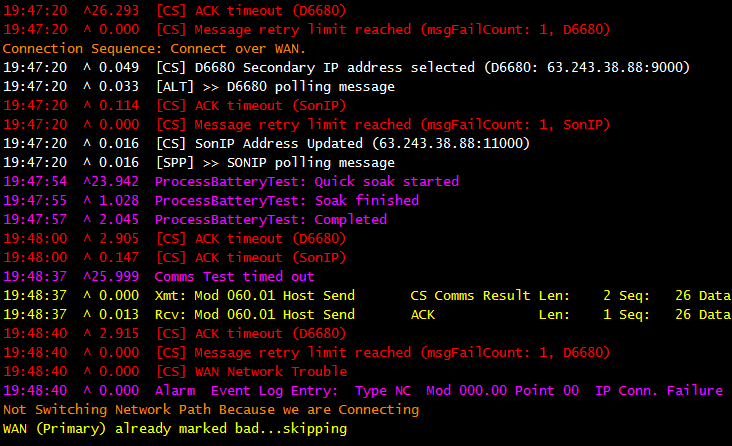 19:47:20 ^26.293 [CS] ACK timeout (D6680)
19:47:20 ^ 0.000 [CS] Message retry limit reached (msgFailCount: 1, D6680)
Connection Sequence: Connect over WAN.
19:47:20 ^ 0.049 [CS] D6680 Secondary IP address selected (D6680: 63.243.38.88:9000)
19:47:20 ^ 0.033 [ALT] >> D6680 polling message
19:47:20 ^ 0.114 [CS] ACK timeout (SonIP)
19:47:20 ^ 0.000 [CS] Message retry limit reached (msgFailCount: 1, SonIP)
19:47:20 ^ 0.016 [CS] SonIP Address Updated (63.243.38.88:11000)
19:47:20 ^ 0.016 [SPP] >> SONIP polling message
19:47:54 ^23.942 ProcessBatteryTest: Quick soak started
19:47:55 ^ 1.028 ProcessBatteryTest: Soak finished
19:47:57 ^ 2.045 ProcessBatteryTest: Completed
19:48:00 ^ 2.905 [CS] ACK timeout (D6680)
19:48:00 ^ 0.147 [CS] ACK timeout (SonIP)
19:48:37 ^25.999 Comms Test timed out
19:48:37 ^ 0.000 Xmt: Mod 060.01 Host Send CS Comms Result Len: 2 Seq: 26 Data
19:48:37 ^ 0.013 Rcv: Mod 060.01 Host Send ACK Len: 1 Seq: 26 Data
19:48:40 ^ 2.915 [CS] ACK timeout (D6680)
19:48:40 ^ 0.000 [CS] Message retry limit reached (msgFailCount: 1, D6680)
19:48:40 ^ 0.000 [CS] WAN Network Trouble
19:48:40 ^ 0.000 Alarm Event Log Entry: Type NC Mod 000.00 Point 00 IP Conn. Failure
Not Switching Network Path Because we are Connecting
WAN (Primary) already marked bad...skipping